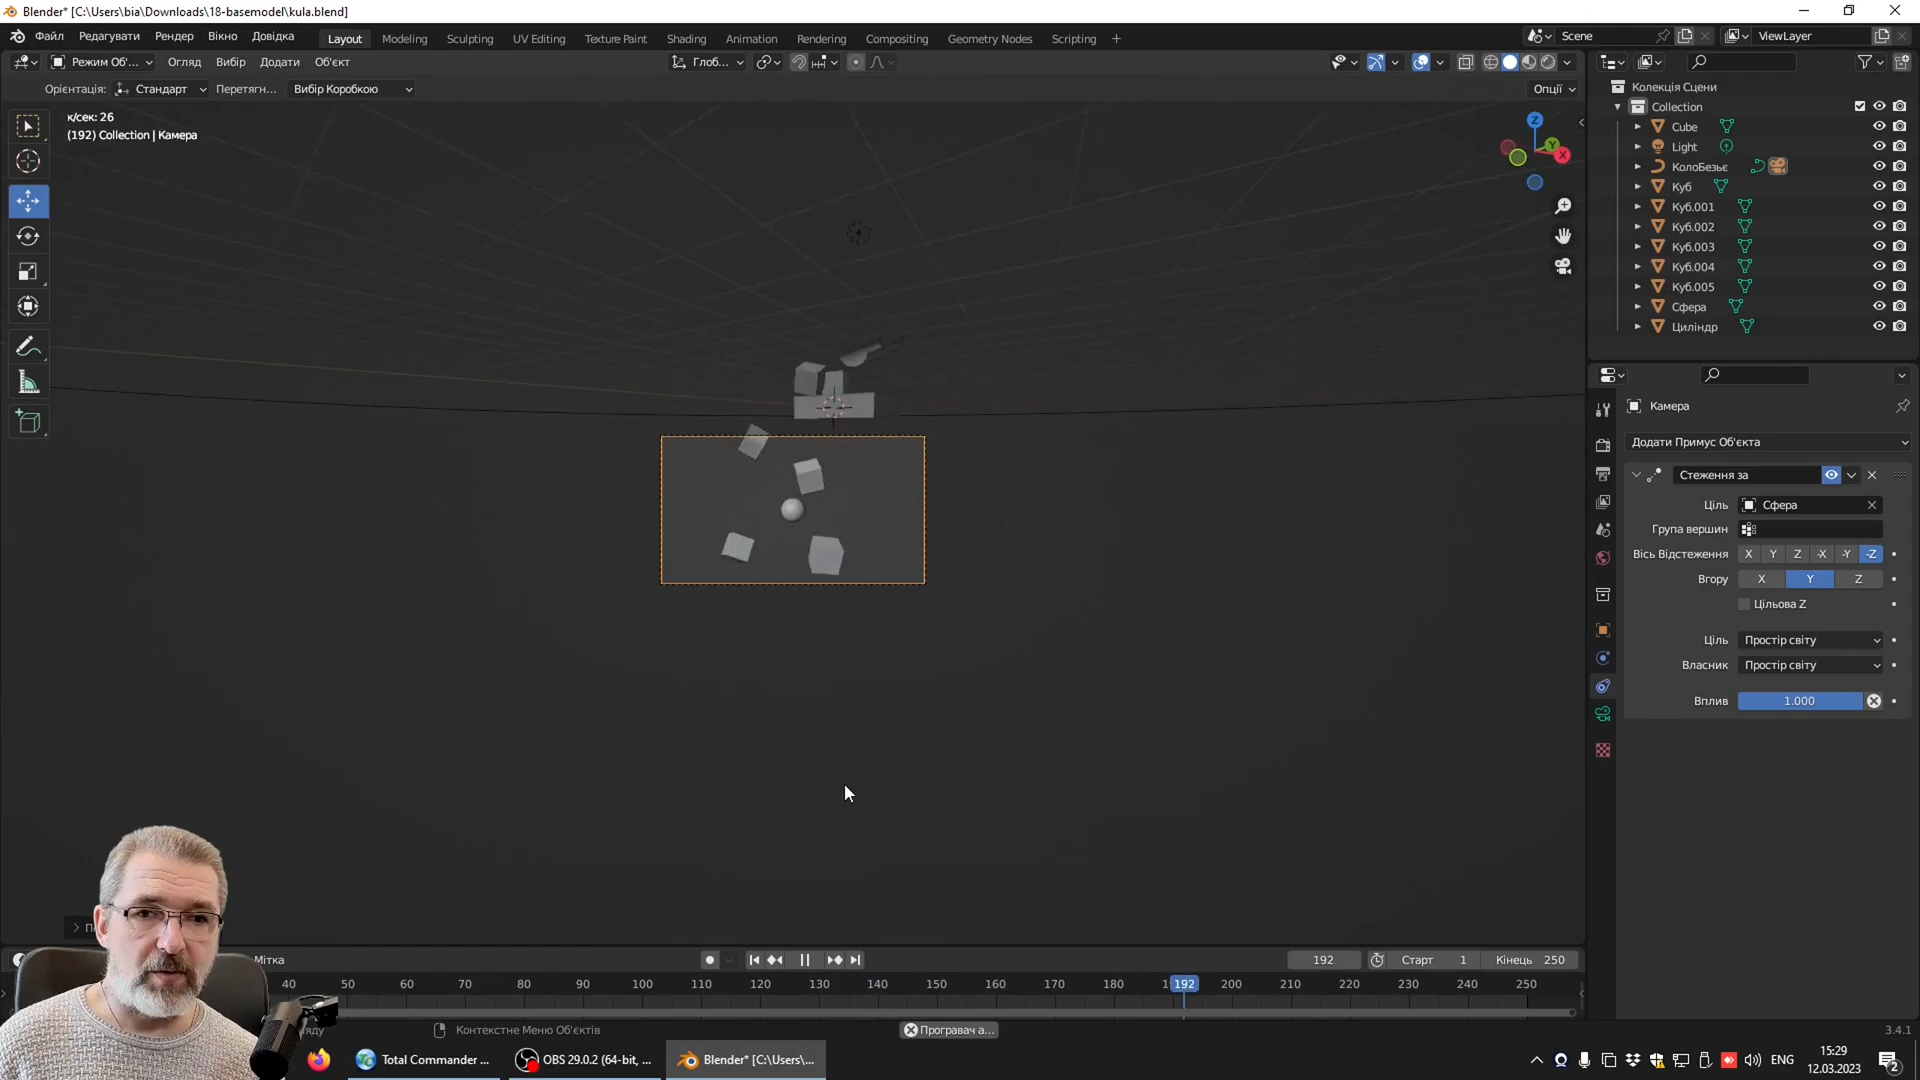 Blender* [C:\Users\bia\Downloads\18-basemodel\kula.blend]
Файл Редагувати Рендер Вікно Довідка Layout Modeling Sculpting UV Editing Texture Paint Shading Animation Rendering Compositing Geometry Nodes Scripting + Scene ViewLayer
Режим Об'... Огляд Вибір Додати Об'єкт Глоб...
Орієнтація: Стандарт Перетягн... Вибір Коробкою Опції
к/сек: 26
(192) Collection | Камера
Z
Y
X
Колекція Сцени
Collection
Cube
Light
КолоБезьє
Куб
Куб.001
Куб.002
Куб.003
Куб.004
Куб.005
Сфера
Циліндр
Камера
Додати Примус Об'єкта
Стеження за
Ціль Сфера
Група вершин
Вісь Відстеження X Y Z -X -Y -Z
Вгору X Y Z
Цільова Z
Ціль Простір світу
Власник Простір світу
Вплив 1.000
Мітка 192 Старт 1 Кінець 250
40 50 60 70 80 90 100 110 120 130 140 150 160 170 180 192 200 210 220 230 240 250
Контекстне Меню Об'єктів Програвач а... 3.4.1
Total Commander ... OBS 29.0.2 (64-bit, ... Blender* [C:\Users\... ENG
15:29
12.03.2023
2